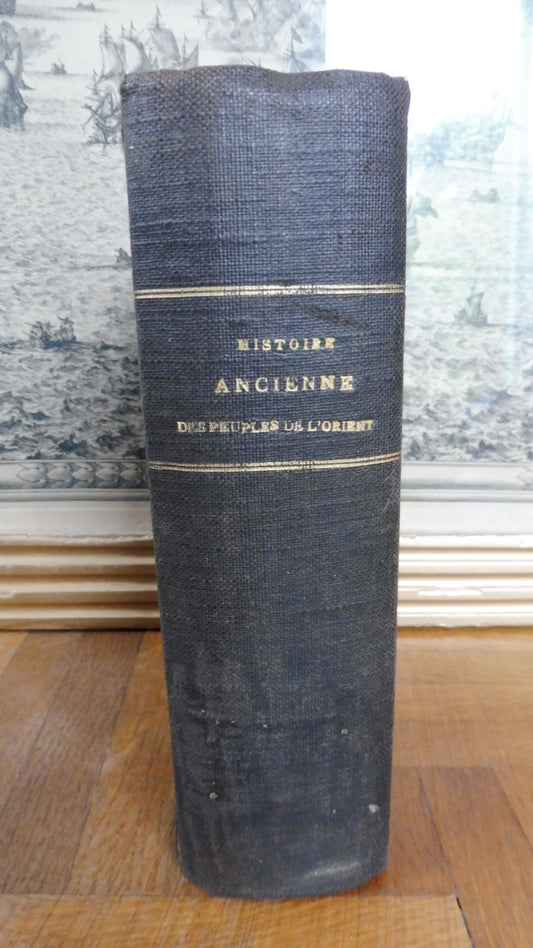 HISTOIRE
ANCIENNE
DES PEUPLES DE L'ORIENT